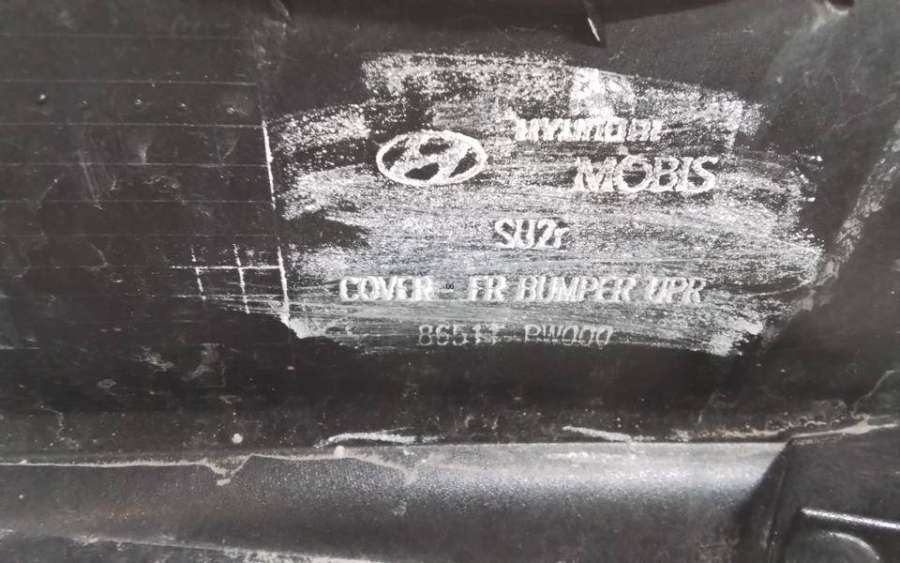 HYUNDAI
MOBIS
SU2r
COVER - FR BUMPER UPR